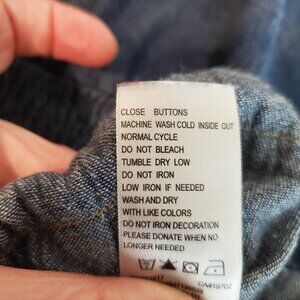 CLOSE BUTTONS
MACHINE WASH COLD INSIDE OUT
NORMAL CYCLE
DO NOT BLEACH
TUMBLE DRY LOW
DO NOT IRON
LOW IRON IF NEEDED
WASH AND DRY
WITH LIKE COLORS
DO NOT IRON DECORATION
PLEASE DONATE WHEN NO
LONGER NEEDED
CA#18702